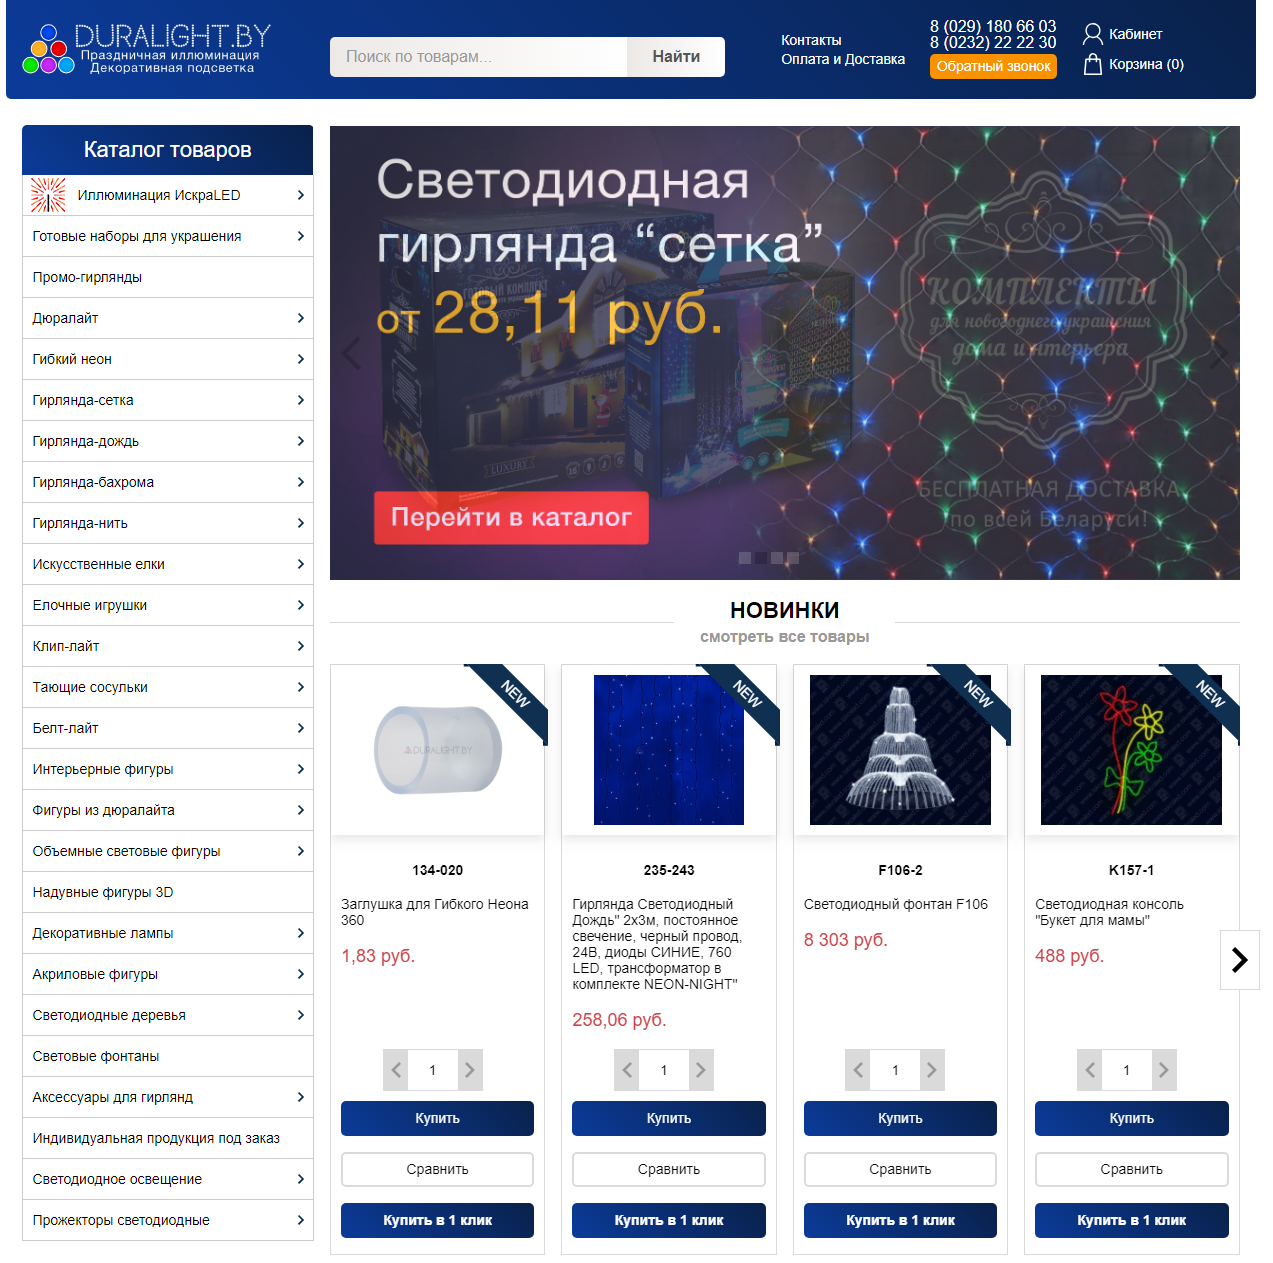 DURALIGHT.BY
Праздничная иллюминация
Декоративная подсветка
Поиск по товарам...
Найти
Контакты
Оплата и Доставка
8 (029) 180 66 03
8 (0232) 22 22 30
Обратный звонок
Кабинет
Корзина (0)
Каталог товаров
Иллюминация ИскраLED
Готовые наборы для украшения
Промо-гирлянды
Дюралайт
Гибкий неон
Гирлянда-сетка
Гирлянда-дождь
Гирлянда-бахрома
Гирлянда-нить
Искусственные елки
Елочные игрушки
Клип-лайт
Тающие сосульки
Белт-лайт
Интерьерные фигуры
Фигуры из дюралайта
Объемные световые фигуры
Надувные фигуры 3D
Декоративные лампы
Акриловые фигуры
Светодиодные деревья
Световые фонтаны
Аксессуары для гирлянд
Индивидуальная продукция под заказ
Светодиодное освещение
Прожекторы светодиодные
Светодиодная
гирлянда “сетка”
от 28,11 руб.
Перейти в каталог
ГОТОВЫЙ КОМПЛЕКТ
LUXURY
КОМПЛЕКТЫ
для новогоднего украшения
дома и интерьера
БЕСПЛАТНАЯ ДОСТАВКА
по всей Беларуси!
НОВИНКИ
смотреть все товары
NEW
DURALIGHT.BY
134-020
Заглушка для Гибкого Неона
360
1,83 руб.
1
Купить
Сравнить
Купить в 1 клик
NEW
235-243
Гирлянда Светодиодный
Дождь" 2х3м, постоянное
свечение, черный провод,
24В, диоды СИНИЕ, 760
LED, трансформатор в
комплекте NEON-NIGHT"
258,06 руб.
1
Купить
Сравнить
Купить в 1 клик
NEW
F106-2
Светодиодный фонтан F106
8 303 руб.
1
Купить
Сравнить
Купить в 1 клик
NEW
K157-1
Светодиодная консоль
"Букет для мамы"
488 руб.
1
Купить
Сравнить
Купить в 1 клик